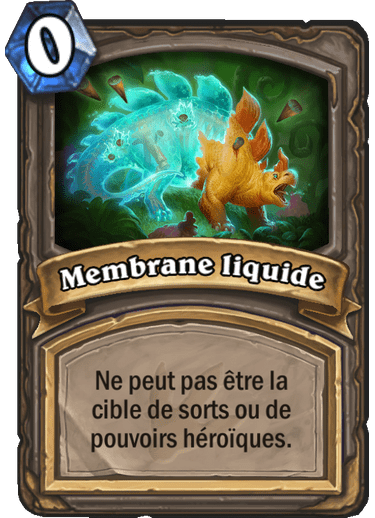 0
Membrane liquide
Ne peut pas être la
cible de sorts ou de
pouvoirs héroïques.